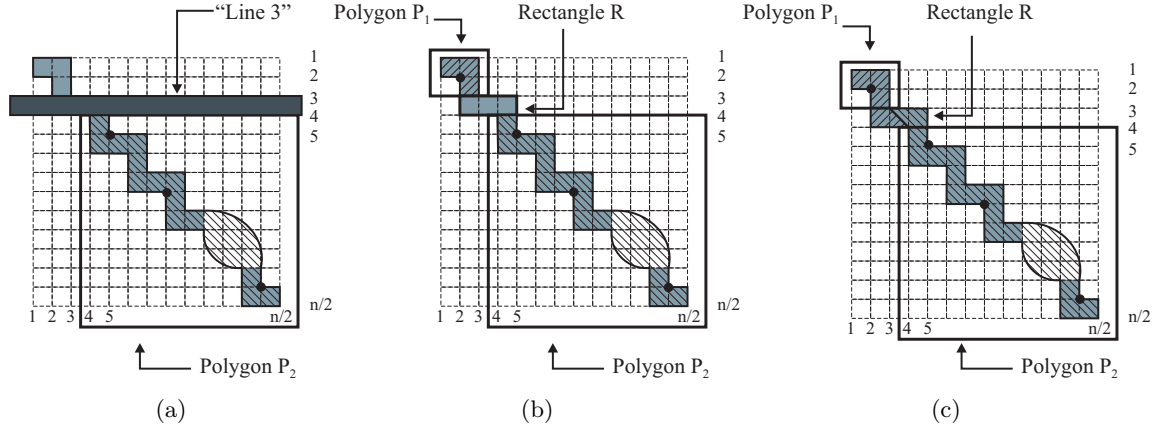 “Line 3”
1
2
3
4
5
n/2
1 2 3 4 5 n/2
Polygon P2
(a)
Polygon P1
Rectangle R
1
2
3
4
5
n/2
1 2 3 4 5 n/2
Polygon P2
(b)
Polygon P1
Rectangle R
1
2
3
4
5
n/2
1 2 3 4 5 n/2
Polygon P2
(c)